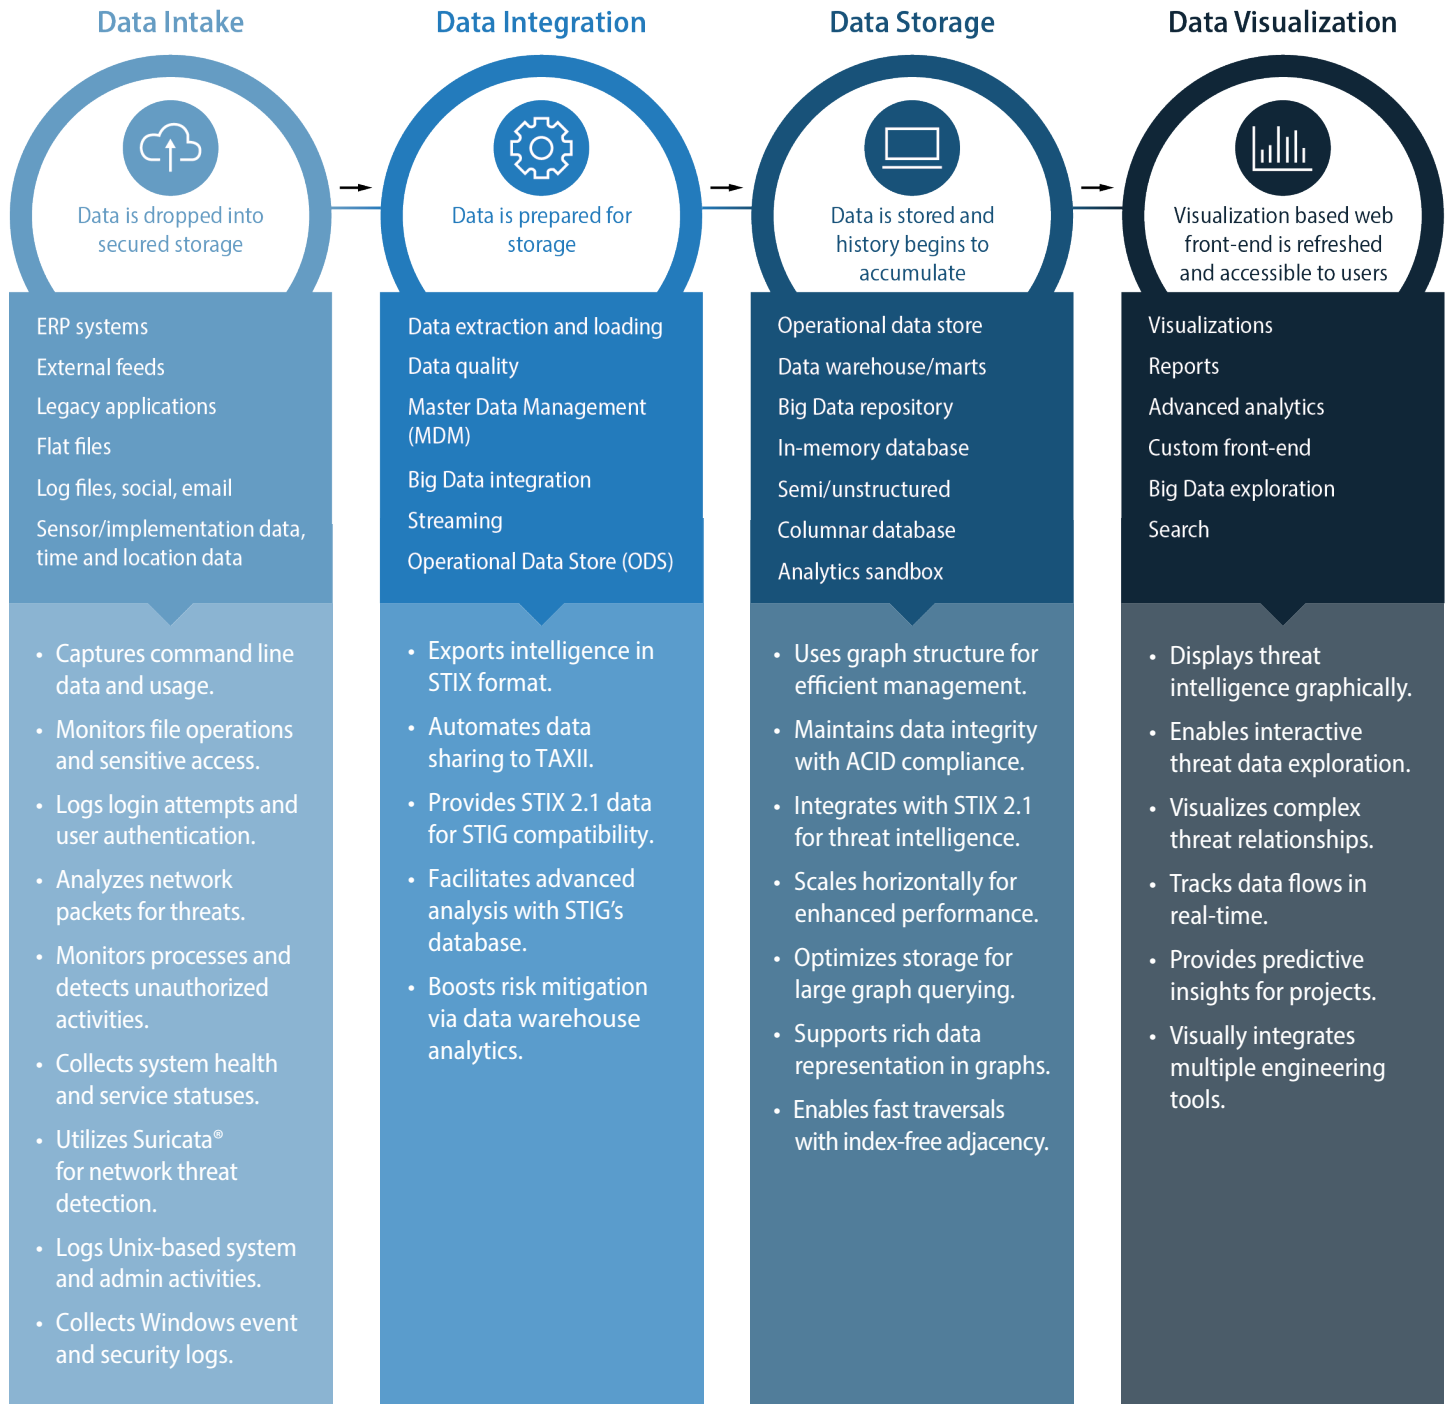 Data Intake
Data is dropped into
secured storage
ERP systems
External feeds
Legacy applications
Flat files
Log files, social, email
Sensor/implementation data,
time and location data
• Captures command line
data and usage.
• Monitors file operations
and sensitive access.
• Logs login attempts and
user authentication.
• Analyzes network
packets for threats.
• Monitors processes and
detects unauthorized
activities.
• Collects system health
and service statuses.
• Utilizes Suricata®
for network threat
detection.
• Logs Unix-based system
and admin activities.
• Collects Windows event
and security logs.
Data Integration
Data is prepared for
storage
Data extraction and loading
Data quality
Master Data Management
(MDM)
Big Data integration
Streaming
Operational Data Store (ODS)
• Exports intelligence in
STIX format.
• Automates data
sharing to TAXII.
• Provides STIX 2.1 data
for STIG compatibility.
• Facilitates advanced
analysis with STIG’s
database.
• Boosts risk mitigation
via data warehouse
analytics.
Data Storage
Data is stored and
history begins to
accumulate
Operational data store
Data warehouse/marts
Big Data repository
In-memory database
Semi/unstructured
Columnar database
Analytics sandbox
• Uses graph structure for
efficient management.
• Maintains data integrity
with ACID compliance.
• Integrates with STIX 2.1
for threat intelligence.
• Scales horizontally for
enhanced performance.
• Optimizes storage for
large graph querying.
• Supports rich data
representation in graphs.
• Enables fast traversals
with index-free adjacency.
Data Visualization
Visualization based web
front-end is refreshed
and accessible to users
Visualizations
Reports
Advanced analytics
Custom front-end
Big Data exploration
Search
• Displays threat
intelligence graphically.
• Enables interactive
threat data exploration.
• Visualizes complex
threat relationships.
• Tracks data flows in
real-time.
• Provides predictive
insights for projects.
• Visually integrates
multiple engineering
tools.